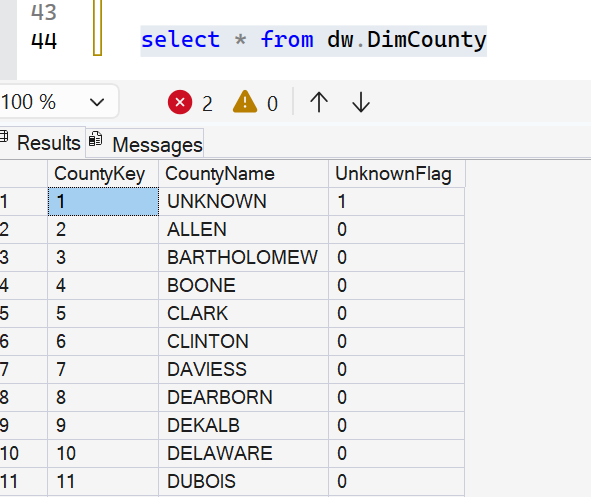 43
44 select * from dw.DimCounty
100 % 2 0
Results Messages
CountyKey CountyName UnknownFlag
1 1 UNKNOWN 1
2 2 ALLEN 0
3 3 BARTHOLOMEW 0
4 4 BOONE 0
5 5 CLARK 0
6 6 CLINTON 0
7 7 DAVIESS 0
8 8 DEARBORN 0
9 9 DEKALB 0
10 10 DELAWARE 0
11 11 DUBOIS 0